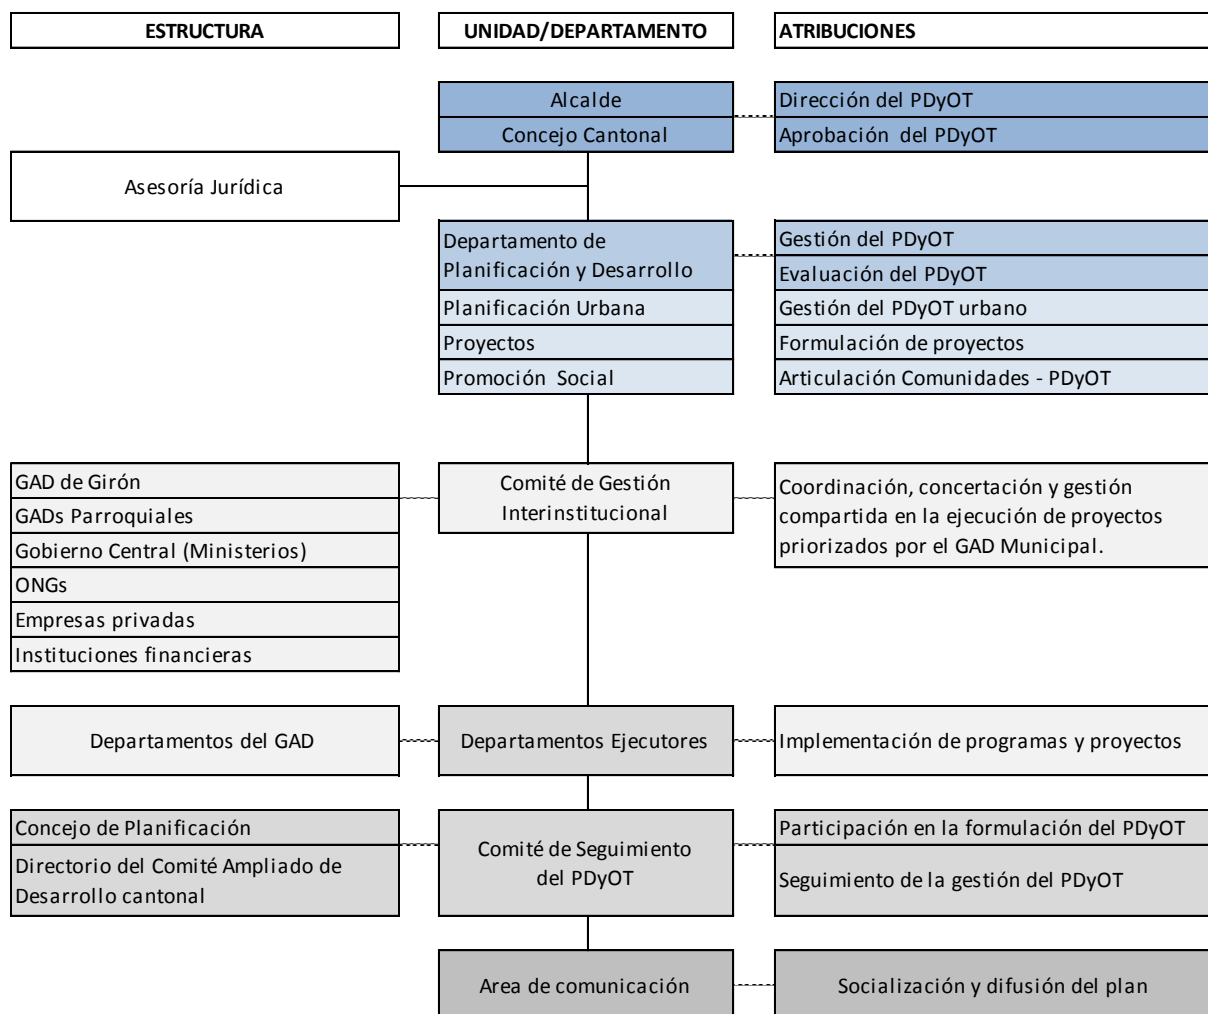 ESTRUCTURA
UNIDAD/DEPARTAMENTO
ATRIBUCIONES
Alcalde
Dirección del PDyOT
Concejo Cantonal
Aprobación del PDyOT
Asesoría Jurídica
Departamento de
Planificación y Desarrollo
Gestión del PDyOT
Evaluación del PDyOT
Planificación Urbana
Gestión del PDyOT urbano
Proyectos
Formulación de proyectos
Promoción Social
Articulación Comunidades - PDyOT
GAD de Girón
GADs Parroquiales
Gobierno Central (Ministerios)
ONGs
Empresas privadas
Instituciones financieras
Comité de Gestión
Interinstitucional
Coordinación, concertación y gestión
compartida en la ejecución de proyectos
priorizados por el GAD Municipal.
Departamentos del GAD
Departamentos Ejecutores
Implementación de programas y proyectos
Concejo de Planificación
Directorio del Comité Ampliado de
Desarrollo cantonal
Comité de Seguimiento
del PDyOT
Participación en la formulación del PDyOT
Seguimiento de la gestión del PDyOT
Area de comunicación
Socialización y difusión del plan